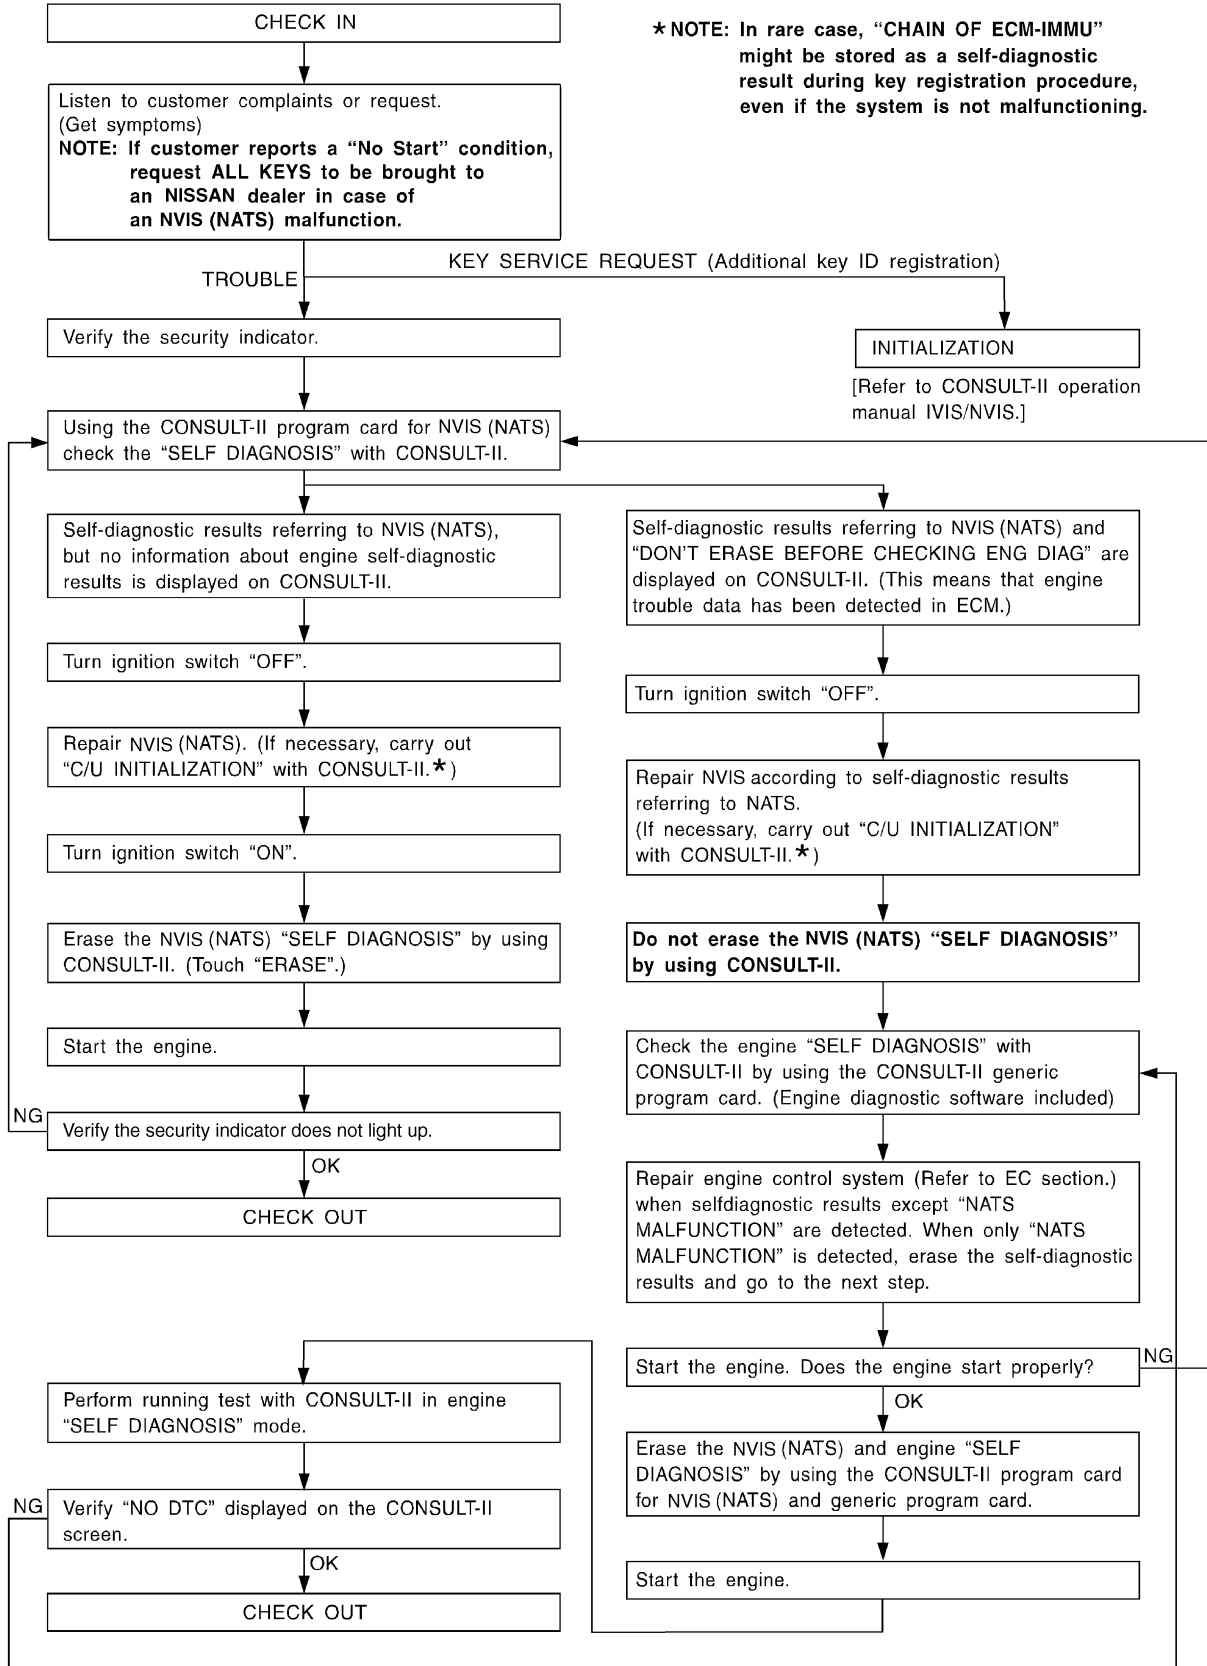 CHECK IN
★ NOTE: In rare case, “CHAIN OF ECM-IMMU”
might be stored as a self-diagnostic
result during key registration procedure,
even if the system is not malfunctioning.
Listen to customer complaints or request.
(Get symptoms)
NOTE: If customer reports a “No Start” condition,
request ALL KEYS to be brought to
an NISSAN dealer in case of
an NVIS (NATS) malfunction.
TROUBLE
KEY SERVICE REQUEST (Additional key ID registration)
Verify the security indicator.
INITIALIZATION
[Refer to CONSULT-II operation
manual IVIS/NVIS.]
Using the CONSULT-II program card for NVIS (NATS)
check the “SELF DIAGNOSIS” with CONSULT-II.
Self-diagnostic results referring to NVIS (NATS),
but no information about engine self-diagnostic
results is displayed on CONSULT-II.
Turn ignition switch “OFF”.
Repair NVIS (NATS). (If necessary, carry out
“C/U INITIALIZATION” with CONSULT-II.★)
Turn ignition switch “ON”.
Erase the NVIS (NATS) “SELF DIAGNOSIS” by using
CONSULT-II. (Touch “ERASE”.)
Start the engine.
NG
Verify the security indicator does not light up.
OK
CHECK OUT
Self-diagnostic results referring to NVIS (NATS) and
“DON’T ERASE BEFORE CHECKING ENG DIAG” are
displayed on CONSULT-II. (This means that engine
trouble data has been detected in ECM.)
Turn ignition switch “OFF”.
Repair NVIS according to self-diagnostic results
referring to NATS.
(If necessary, carry out “C/U INITIALIZATION”
with CONSULT-II.★)
Do not erase the NVIS (NATS) “SELF DIAGNOSIS”
by using CONSULT-II.
Check the engine “SELF DIAGNOSIS” with
CONSULT-II by using the CONSULT-II generic
program card. (Engine diagnostic software included)
Repair engine control system (Refer to EC section.)
when selfdiagnostic results except “NATS
MALFUNCTION” are detected. When only “NATS
MALFUNCTION” is detected, erase the self-diagnostic
results and go to the next step.
Start the engine. Does the engine start properly?
NG
OK
Erase the NVIS (NATS) and engine “SELF
DIAGNOSIS” by using the CONSULT-II program card
for NVIS (NATS) and generic program card.
Start the engine.
Perform running test with CONSULT-II in engine
“SELF DIAGNOSIS” mode.
NG
Verify “NO DTC” displayed on the CONSULT-II
screen.
OK
CHECK OUT